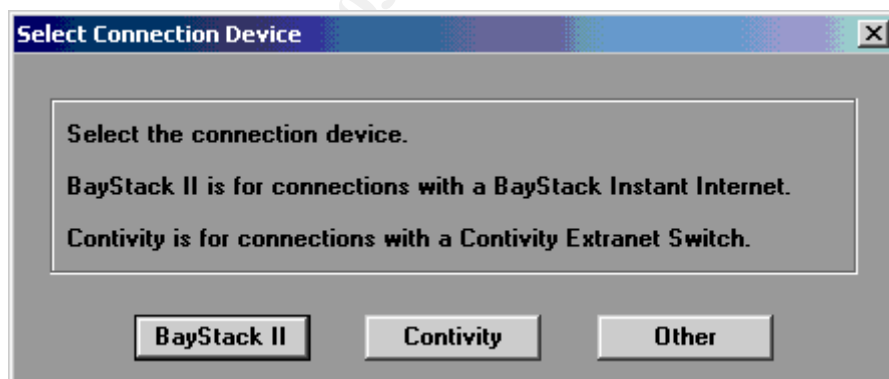 Select Connection Device
Select the connection device.
BayStack II is for connections with a BayStack Instant Internet.
Contivity is for connections with a Contivity Extranet Switch.
BayStack II
Contivity
Other